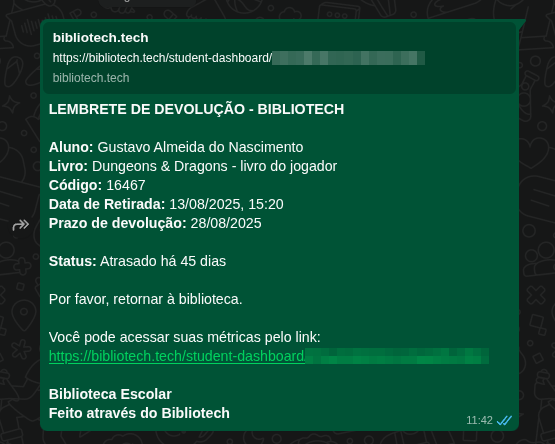 bibliotech.tech
https://bibliotech.tech/student-dashboard/
bibliotech.tech
LEMBRETE DE DEVOLUÇÃO - BIBLIOTECH
Aluno: Gustavo Almeida do Nascimento
Livro: Dungeons & Dragons - livro do jogador
Código: 16467
Data de Retirada: 13/08/2025, 15:20
Prazo de devolução: 28/08/2025
Status: Atrasado há 45 dias
Por favor, retornar à biblioteca.
Você pode acessar suas métricas pelo link:
https://bibliotech.tech/student-dashboard
Biblioteca Escolar
Feito através do Bibliotech
11:42